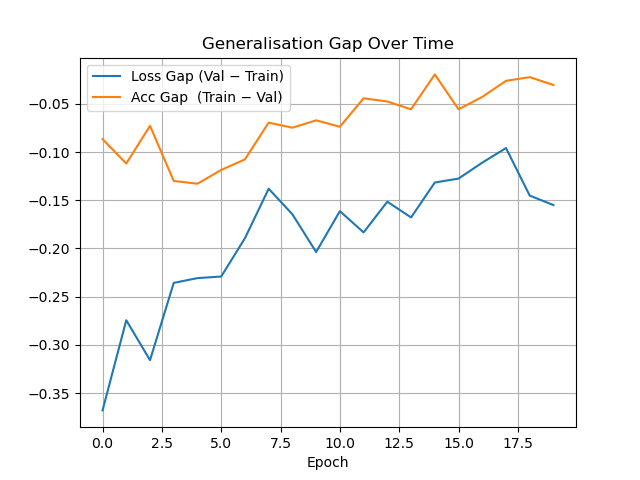 Generalisation Gap Over Time
Loss Gap (Val − Train)
Acc Gap  (Train − Val)
−0.05
−0.10
−0.15
−0.20
−0.25
−0.30
−0.35
0.0 2.5 5.0 7.5 10.0 12.5 15.0 17.5
Epoch